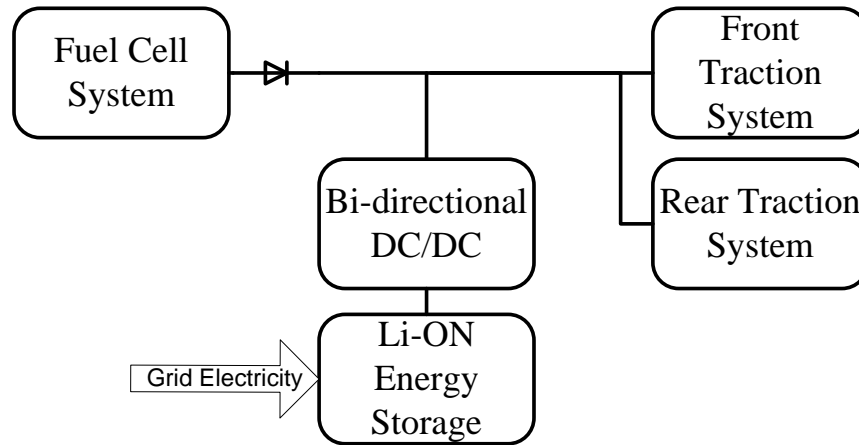 Fuel Cell
System
Front
Traction
System
Bi-directional
DC/DC
Rear Traction
System
Li-ON
Energy
Storage
Grid Electricity